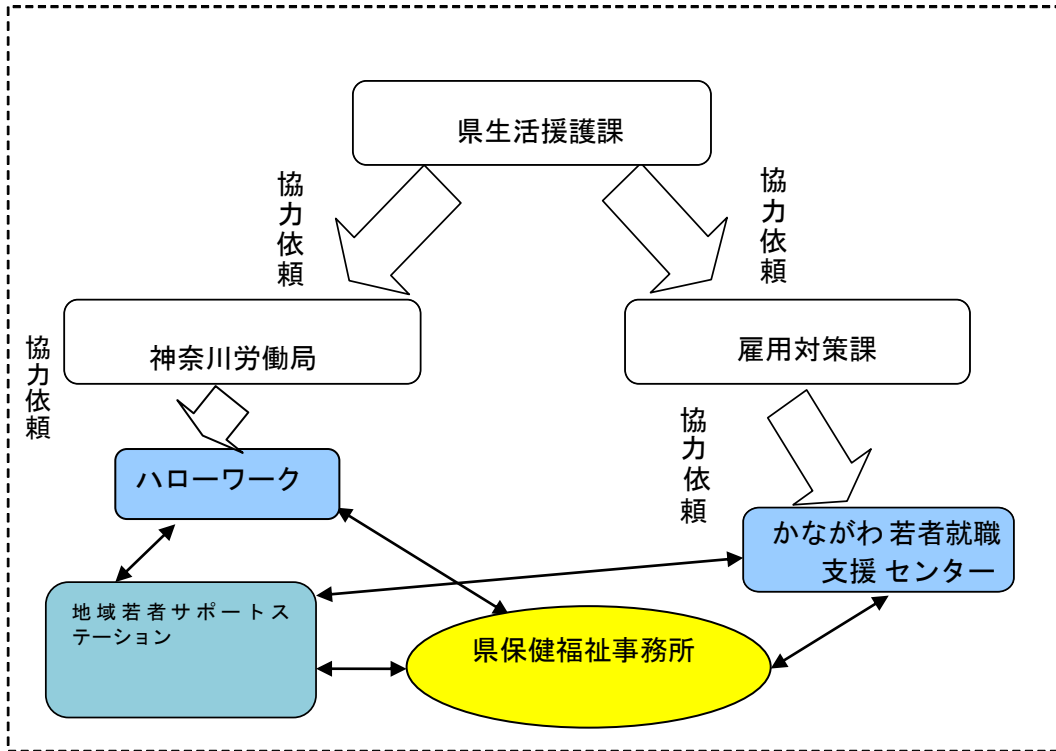 県生活援護課
協力依頼
協力依頼
神奈川労働局
雇用対策課
協力依頼
協力依頼
ハローワーク
かながわ若者就職
支援センター
地域若者サポートス
テーション
県保健福祉事務所